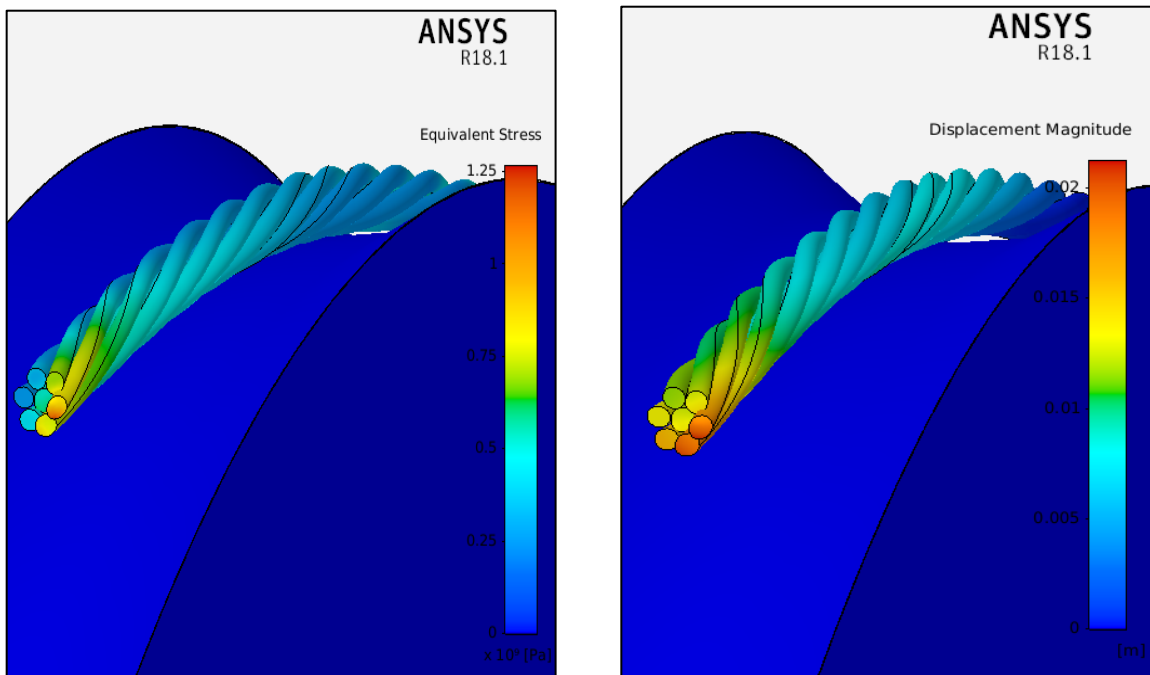 ANSYS
R18.1
Equivalent Stress
1.25
1
0.75
0.5
0.25
0
x 10⁹ [Pa]
ANSYS
R18.1
Displacement Magnitude
0.02
0.015
0.01
0.005
0
[m]